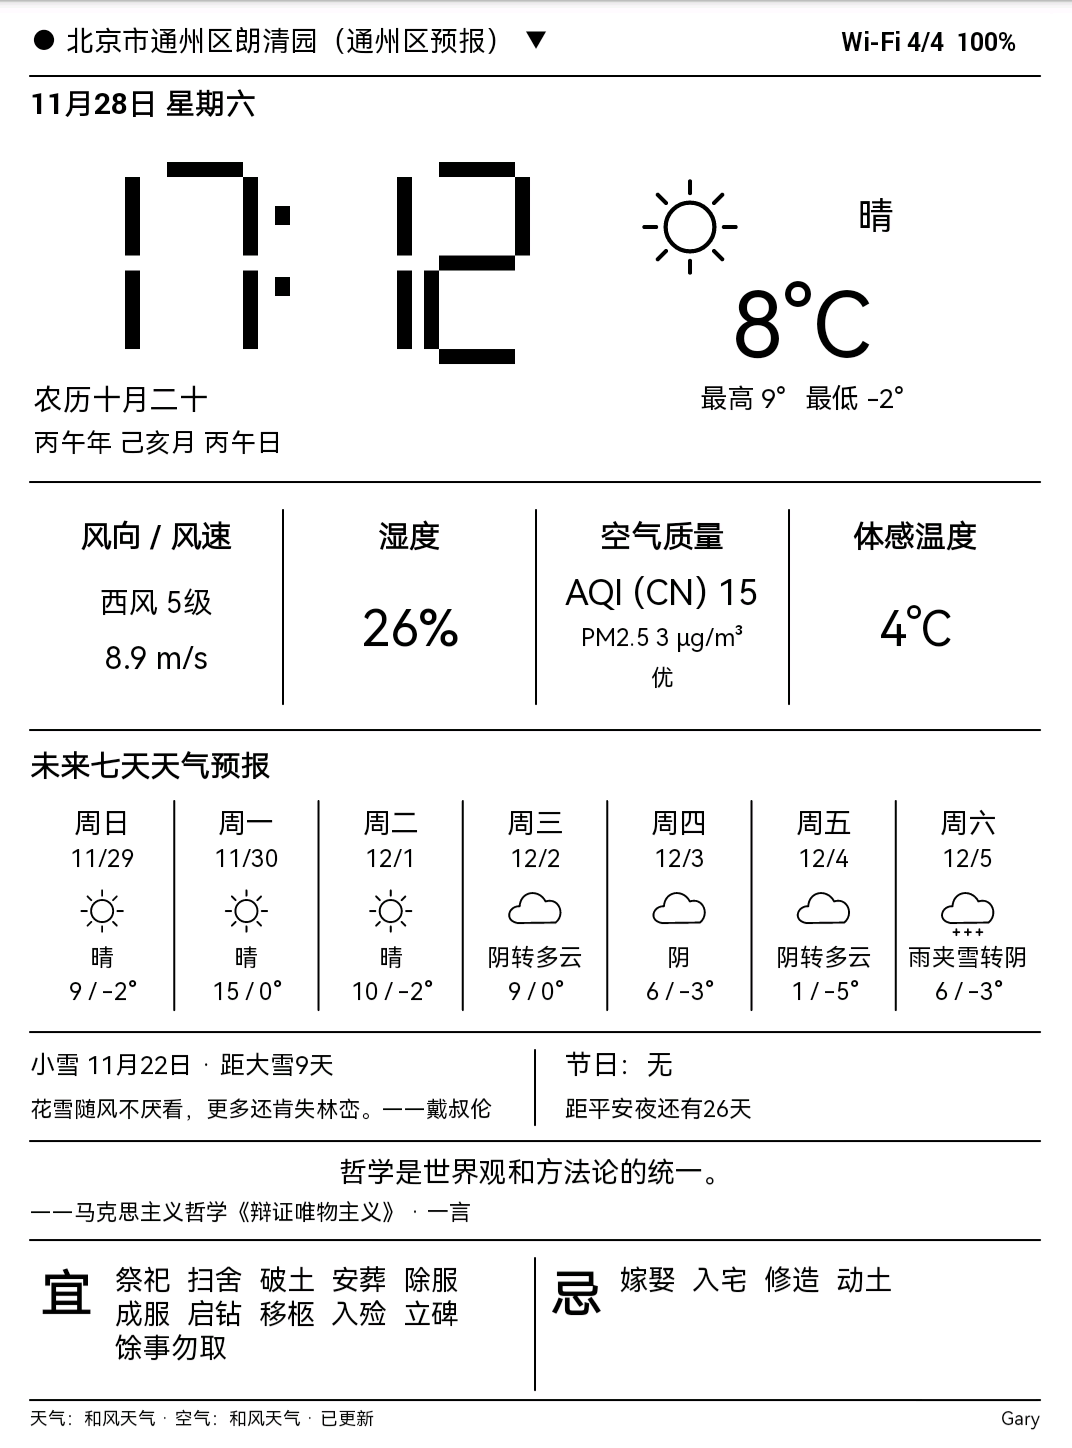 ● 北京市通州区朗清园（通州区预报） ▼ Wi-Fi 4/4 100%
11月28日 星期六
17:12
晴
8°C
农历十月二十
最高 9° 最低 -2°
丙午年 己亥月 丙午日
风向 / 风速
西风 5级
8.9 m/s
湿度
26%
空气质量
AQI (CN) 15
PM2.5 3 µg/m³
优
体感温度
4°C
未来七天天气预报
周日 周一 周二 周三 周四 周五 周六
11/29 11/30 12/1 12/2 12/3 12/4 12/5
晴 晴 晴 阴转多云 阴 阴转多云 雨夹雪转阴
9 / -2° 15 / 0° 10 / -2° 9 / 0° 6 / -3° 1 / -5° 6 / -3°
小雪 11月22日 · 距大雪9天
花雪随风不厌看，更多还肯失林峦。——戴叔伦
节日：无
距平安夜还有26天
哲学是世界观和方法论的统一。
——马克思主义哲学《辩证唯物主义》 · 一言
宜 祭祀 扫舍 破土 安葬 除服
成服 启钻 移柩 入殓 立碑
馀事勿取
忌 嫁娶 入宅 修造 动土
天气：和风天气 · 空气：和风天气 · 已更新 Gary